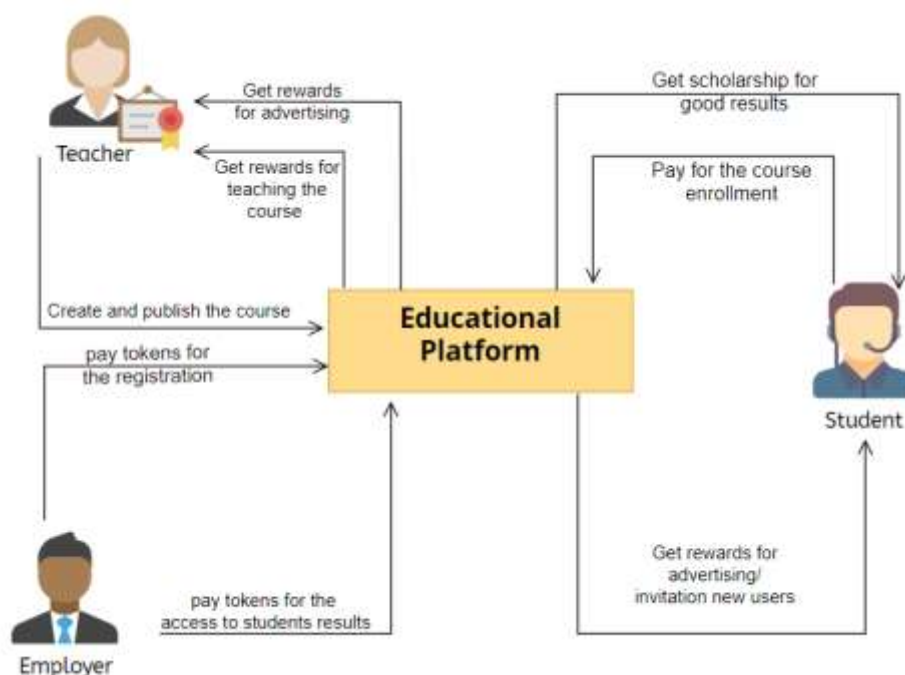 Get rewards
for advertising
Get scholarship for
good results
Teacher
Get rewards for
teaching the
course
Pay for the course
enrollment
Create and publish the course
Educational
Platform
pay tokens for
the registration
Student
Get rewards for
advertising/
invitation new users
pay tokens for the
access to students results
Employer